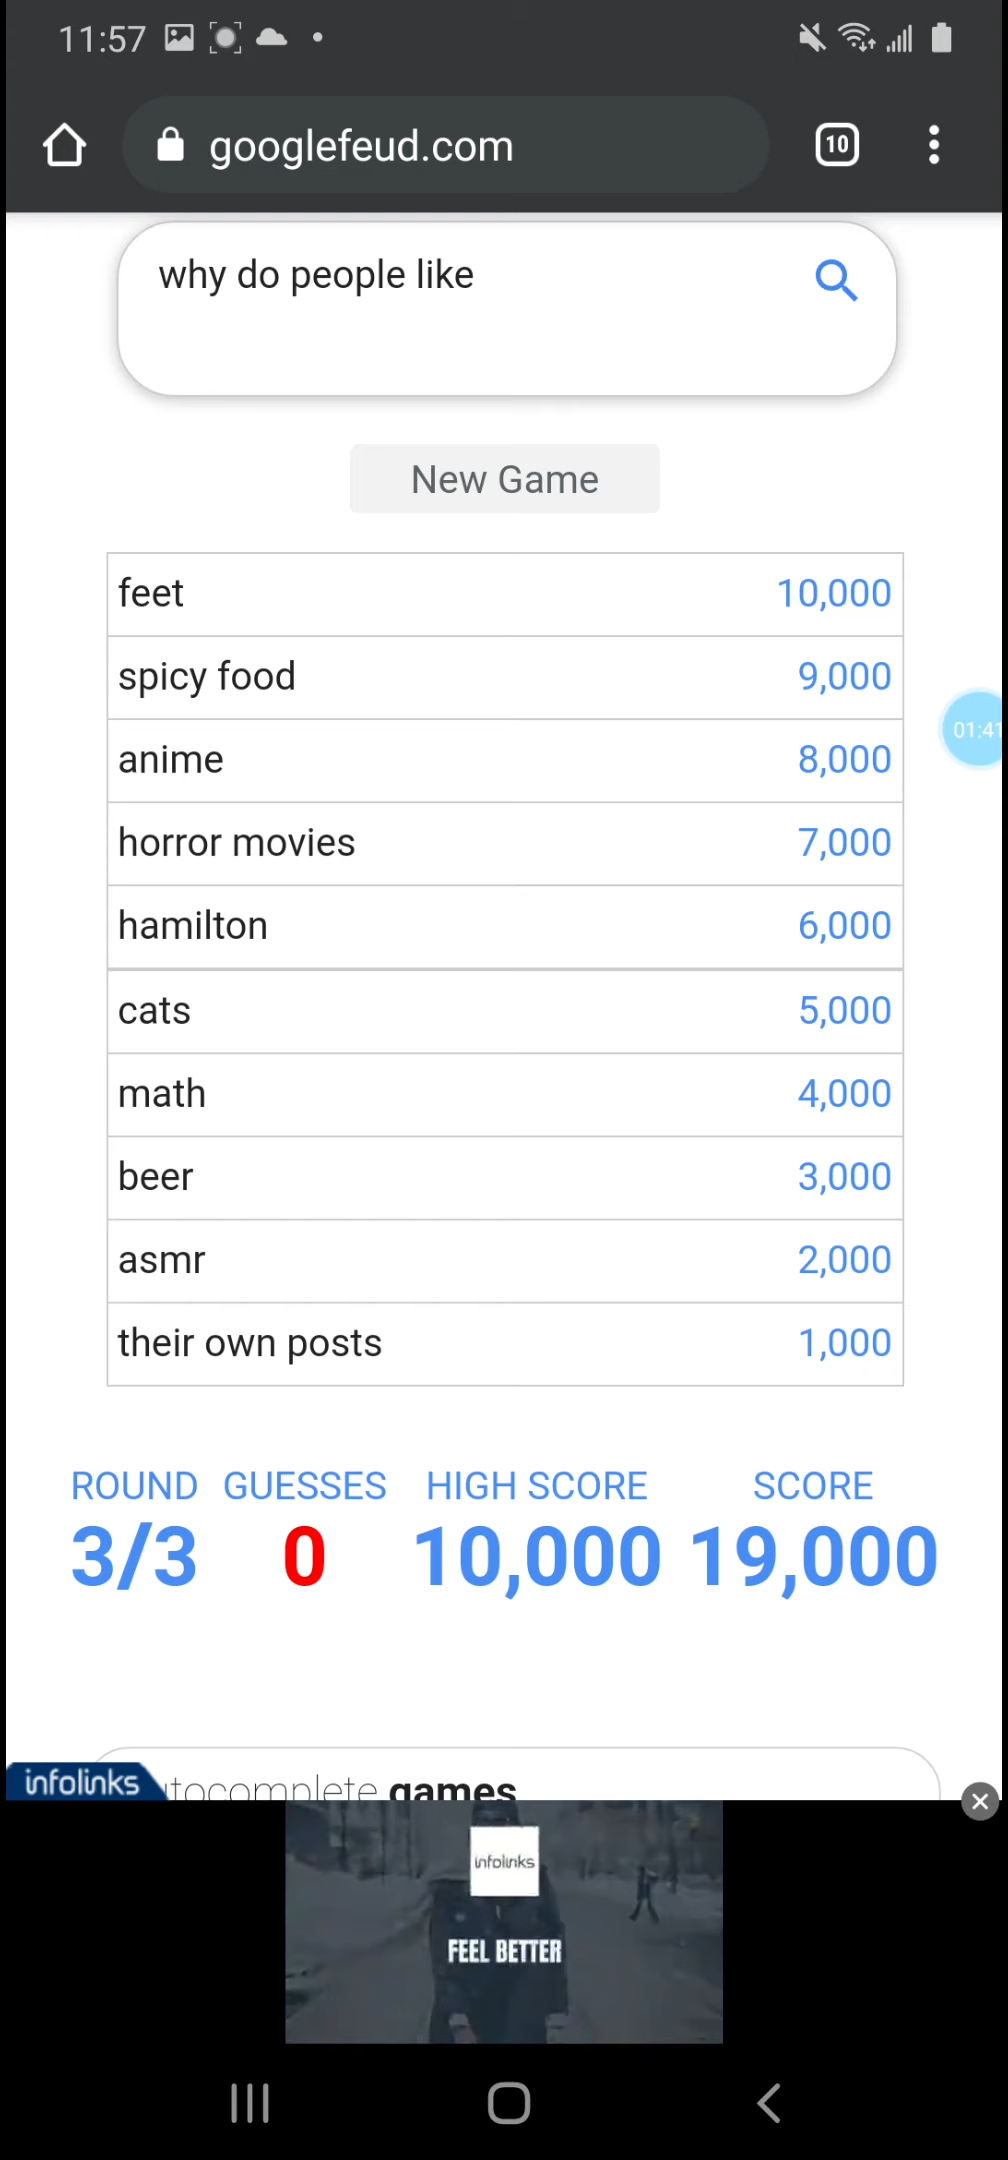 11:57
googlefeud.com
10
why do people like
New Game
feet 10,000
spicy food 9,000
01:41
anime 8,000
horror movies 7,000
hamilton 6,000
cats 5,000
math 4,000
beer 3,000
asmr 2,000
their own posts 1,000
ROUND GUESSES HIGH SCORE SCORE
3/3 0 10,000 19,000
infolinks
tocomplete games
infolinks
FEEL BETTER